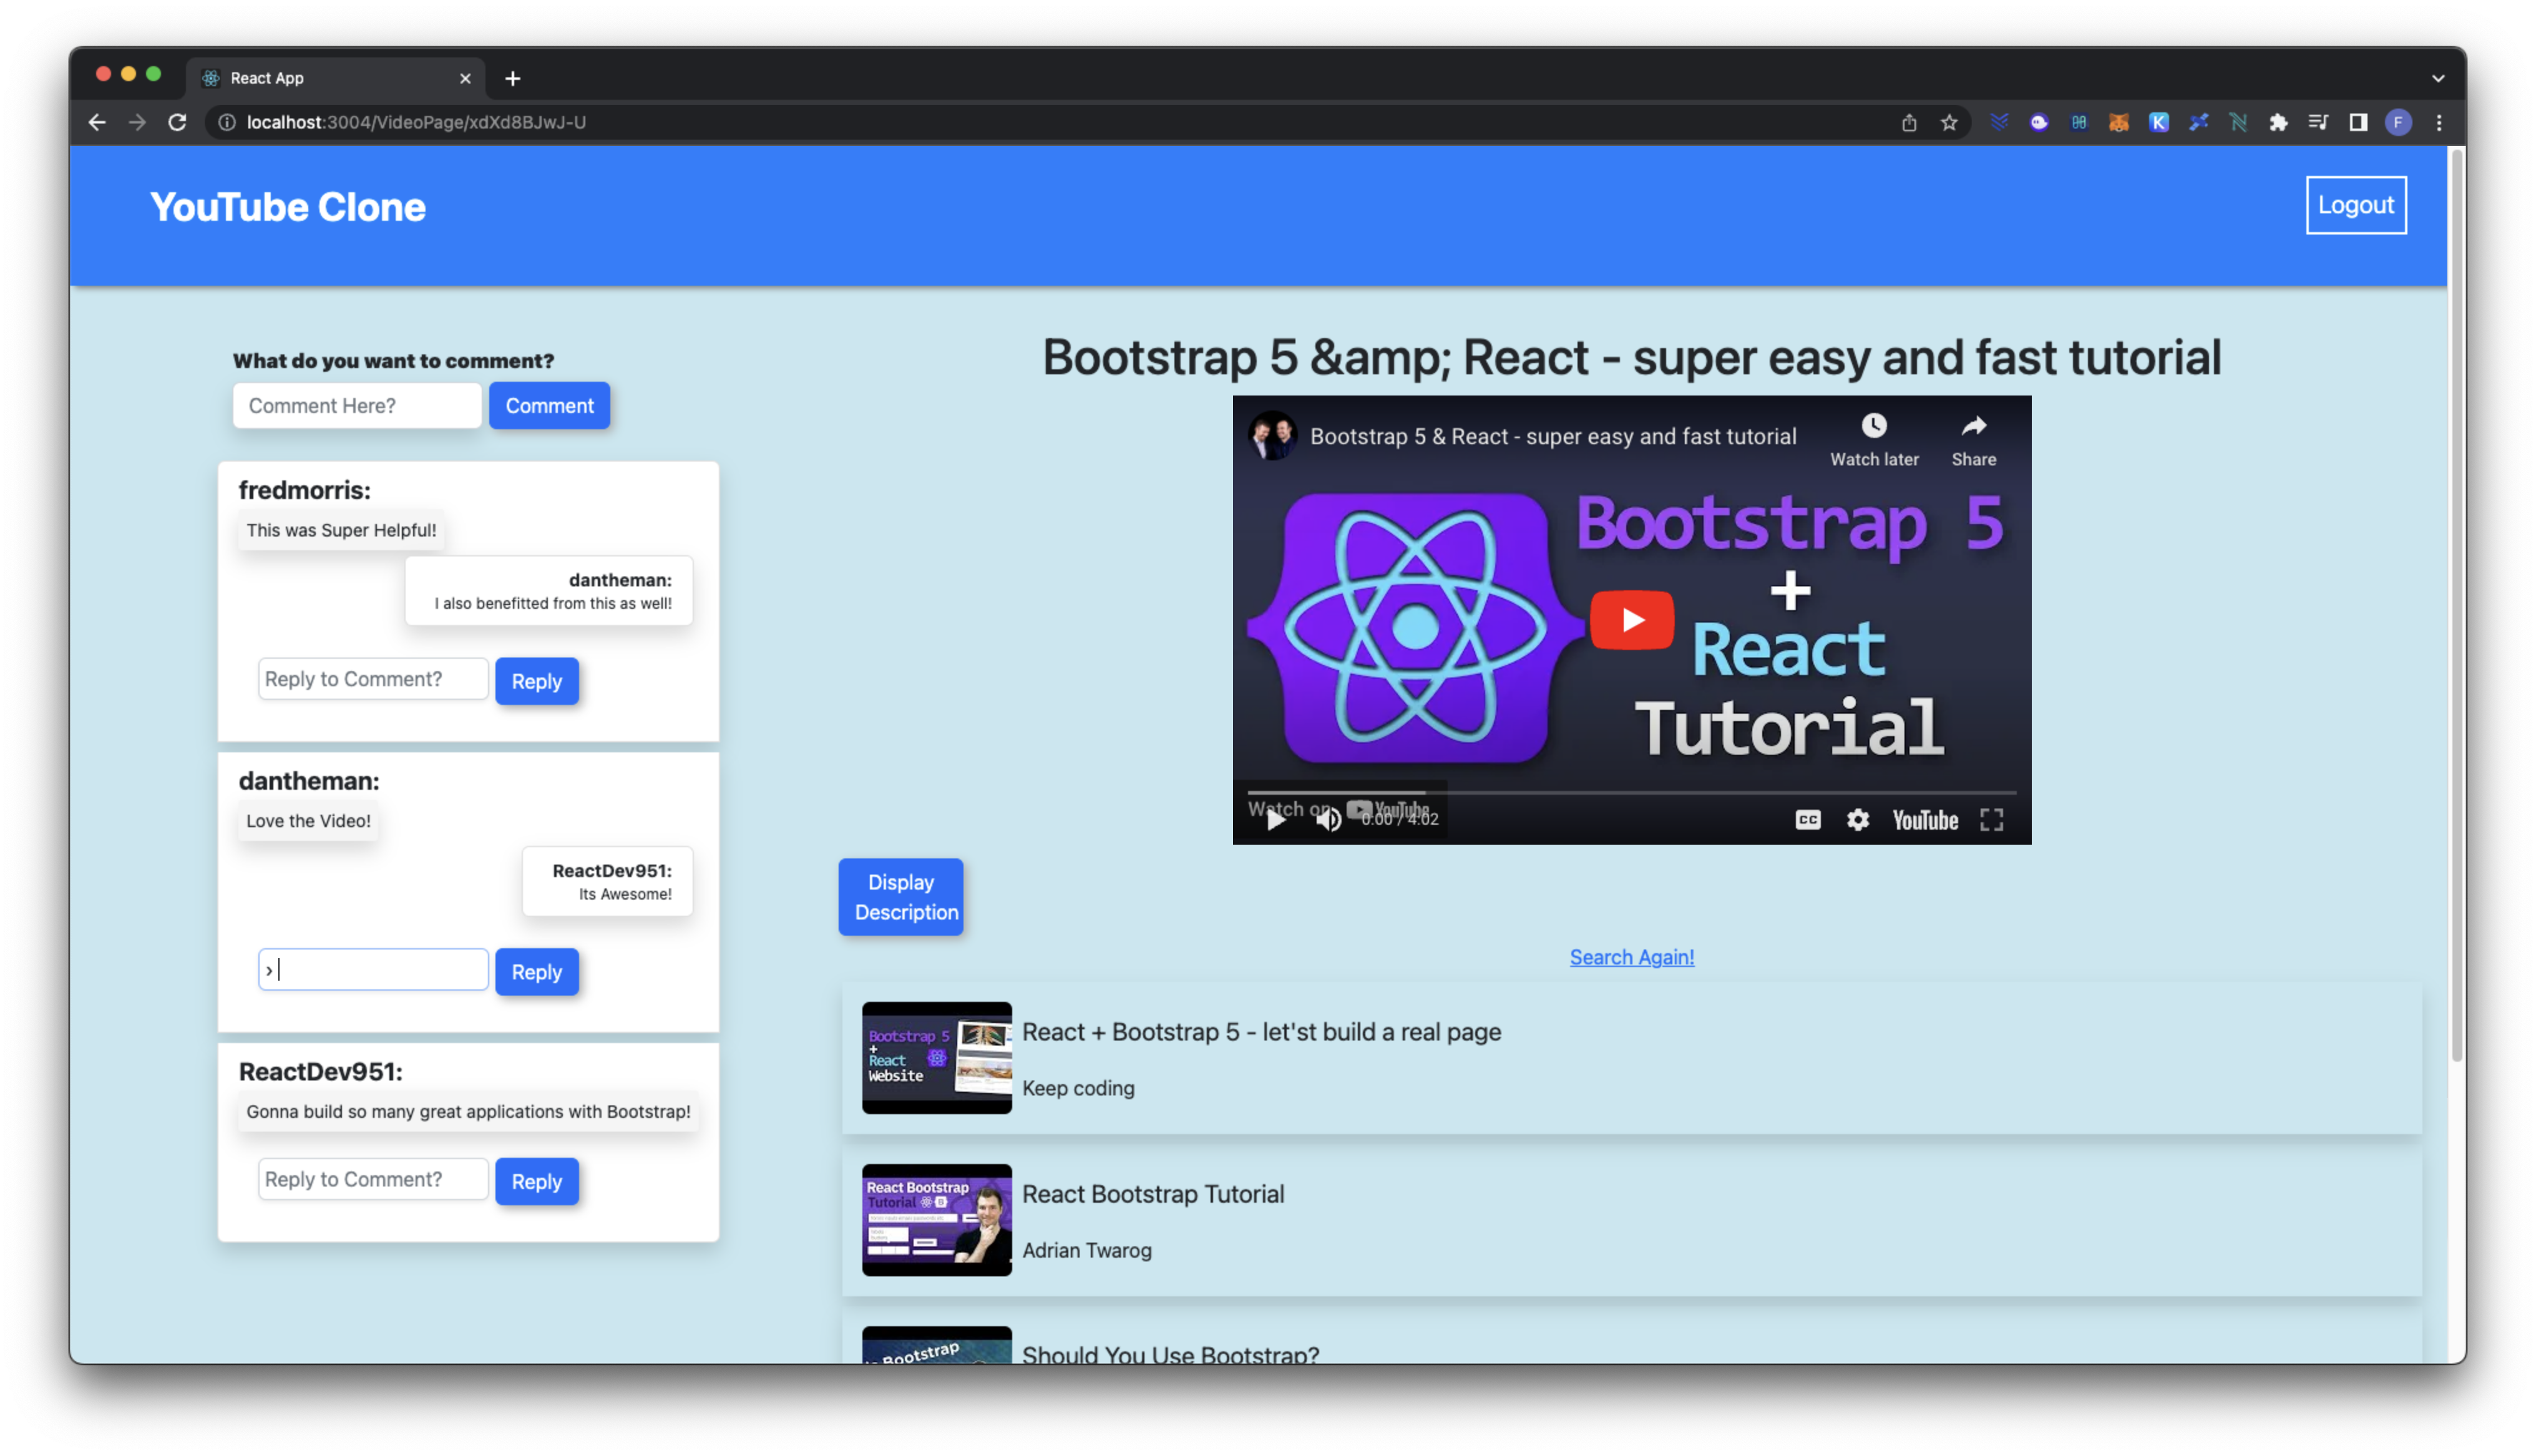 React App
localhost:3004/VideoPage/xdXd8BJwJ-U
K
F
YouTube Clone
Logout
What do you want to comment?
Comment Here?
Comment
fredmorris:
This was Super Helpful!
dantheman:
I also benefitted from this as well!
Reply to Comment?
Reply
dantheman:
Love the Video!
ReactDev951:
Its Awesome!
›
Reply
ReactDev951:
Gonna build so many great applications with Bootstrap!
Reply to Comment?
Reply
Bootstrap 5 &amp; React - super easy and fast tutorial
Bootstrap 5 & React - super easy and fast tutorial
Watch later
Share
Bootstrap 5
+
React
Tutorial
Watch on YouTube
0:00 / 4:02
CC
YouTube
Display
Description
Search Again!
Bootstrap 5
+
React
Website
React + Bootstrap 5 - let'st build a real page
Keep coding
React Bootstrap
Tutorial
React Bootstrap Tutorial
Adrian Twarog
Bootstrap
Should You Use Bootstrap?